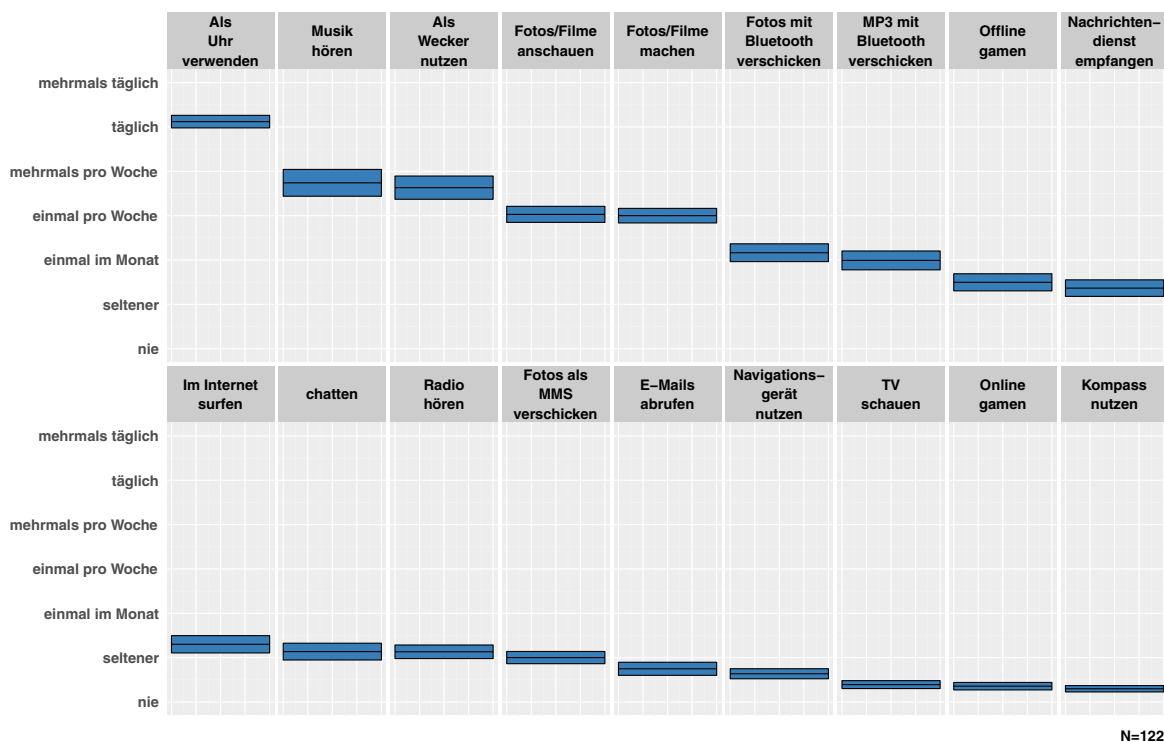 Als
Uhr
verwenden
Musik
hören
Als
Wecker
nutzen
Fotos/Filme
anschauen
Fotos/Filme
machen
Fotos mit
Bluetooth
verschicken
MP3 mit
Bluetooth
verschicken
Offline
gamen
Nachrichten−
dienst
empfangen
mehrmals täglich
täglich
mehrmals pro Woche
einmal pro Woche
einmal im Monat
seltener
nie
Im Internet
surfen
chatten
Radio
hören
Fotos als
MMS
verschicken
E−Mails
abrufen
Navigations−
gerät
nutzen
TV
schauen
Online
gamen
Kompass
nutzen
mehrmals täglich
täglich
mehrmals pro Woche
einmal pro Woche
einmal im Monat
seltener
nie
N=122